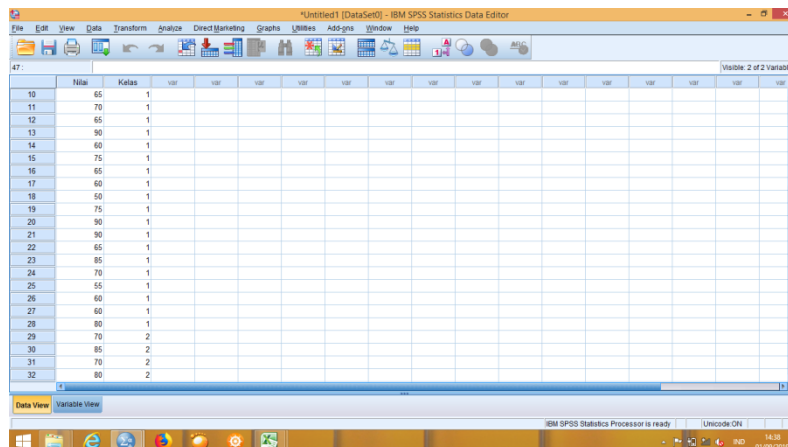 *Untitled1 [DataSet0] - IBM SPSS Statistics Data Editor
File Edit View Data Transform Analyze Direct Marketing Graphs Utilities Add-ons Window Help
47 : Visible: 2 of 2 Variabl
Nilai Kelas var var var var var var var var var var var var var var
10 65 1
11 70 1
12 65 1
13 90 1
14 60 1
15 75 1
16 65 1
17 60 1
18 50 1
19 75 1
20 90 1
21 90 1
22 65 1
23 85 1
24 70 1
25 55 1
26 60 1
27 60 1
28 80 1
29 70 2
30 85 2
31 70 2
32 80 2
Data View Variable View
IBM SPSS Statistics Processor is ready Unicode:ON
IND 14:38